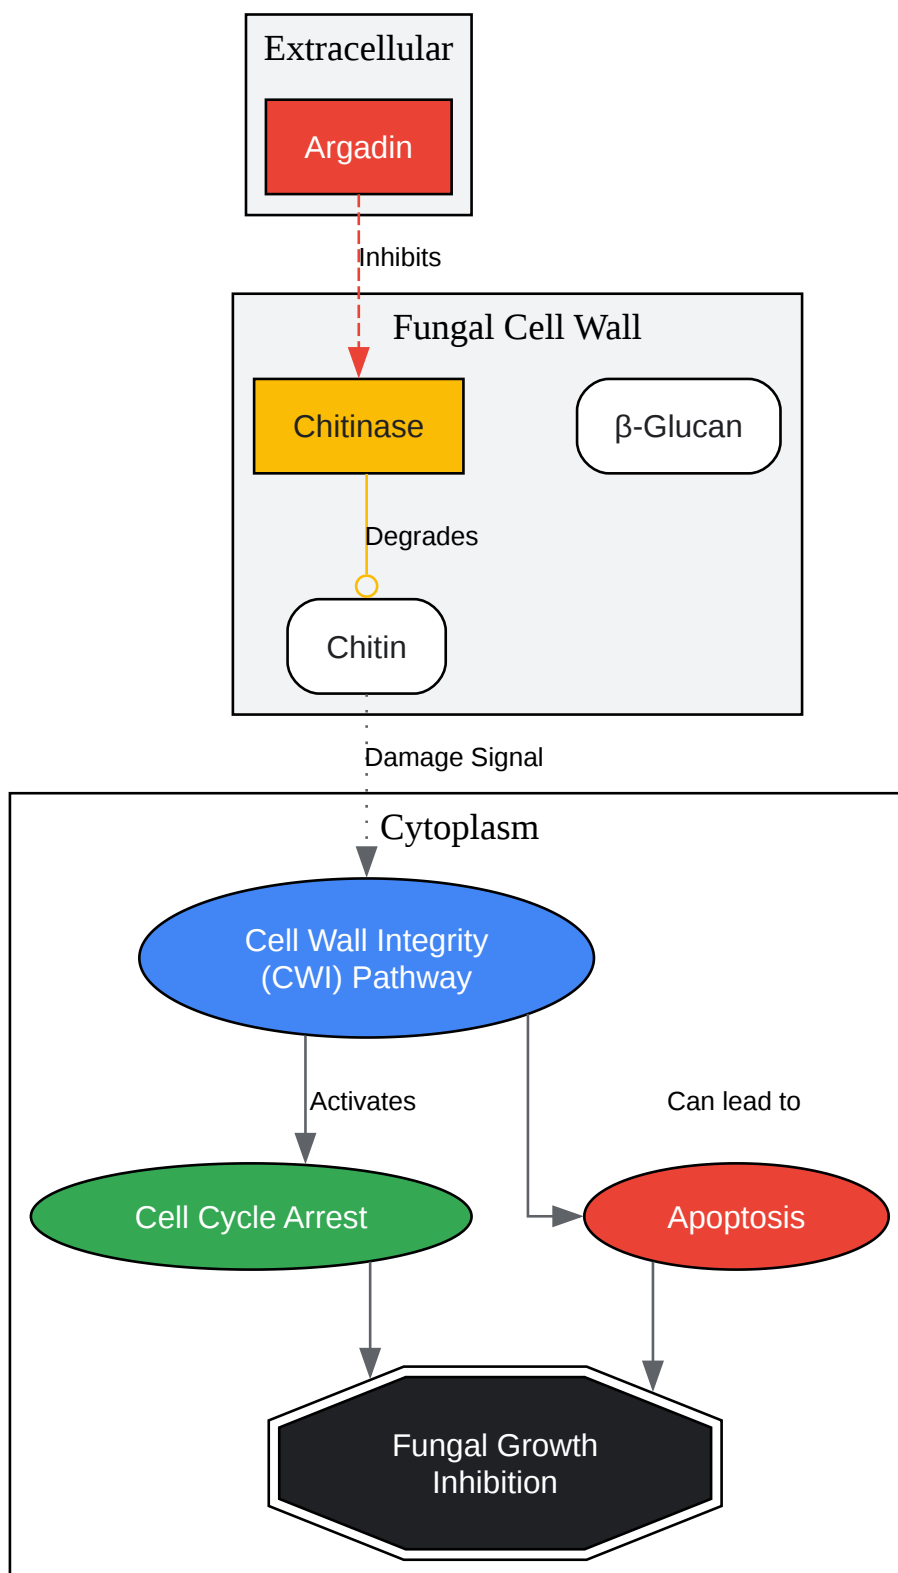 Extracellular
Argadin
Inhibits
Fungal Cell Wall
Chitinase
β-Glucan
Degrades
Chitin
Damage Signal
Cytoplasm
Cell Wall Integrity
(CWI) Pathway
Activates
Can lead to
Cell Cycle Arrest
Apoptosis
Fungal Growth
Inhibition